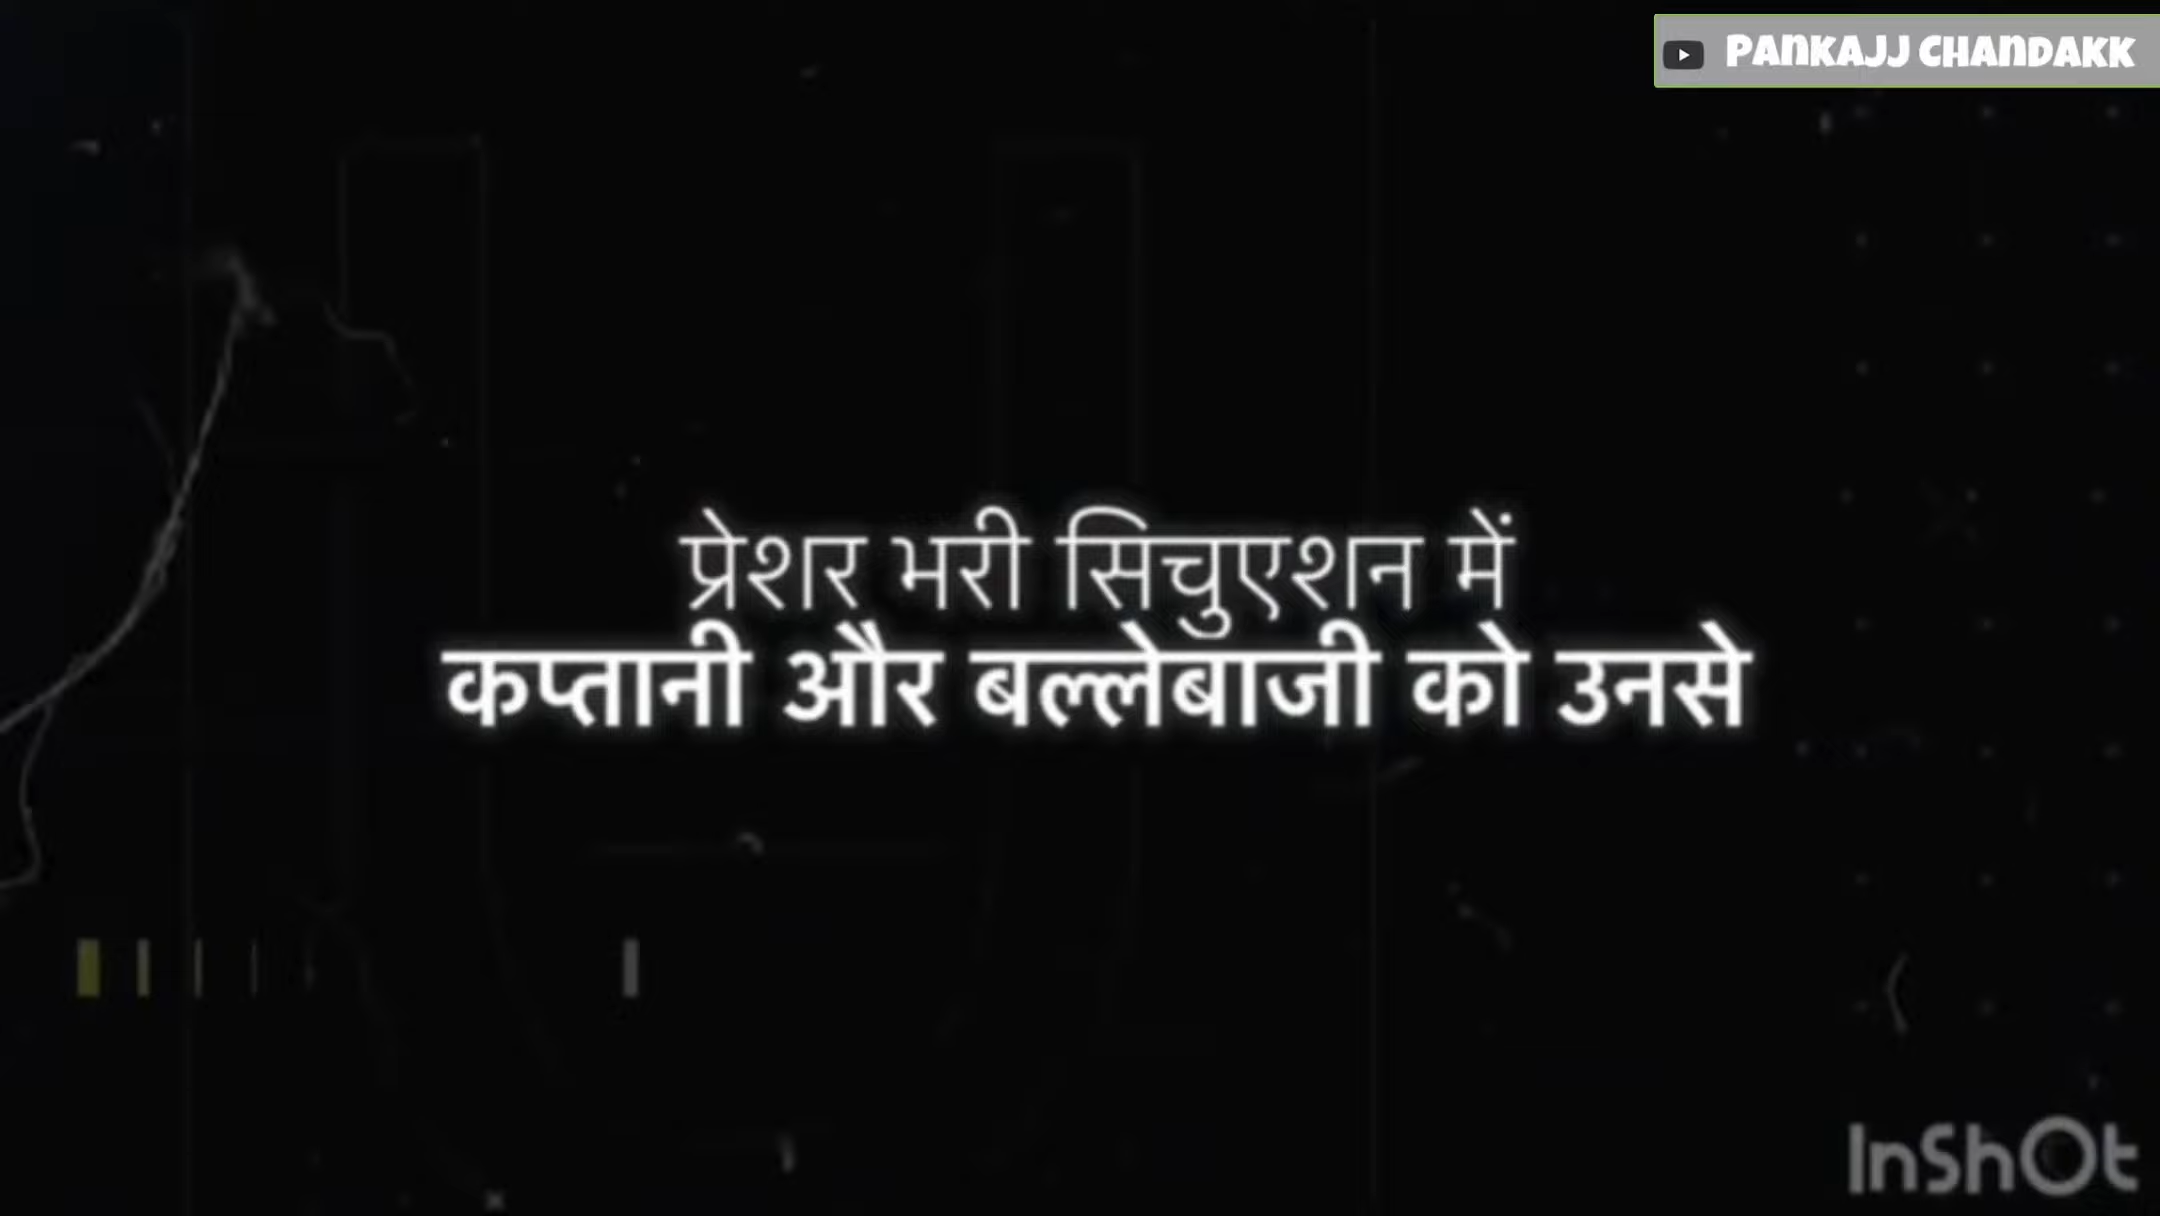 PANKAJJ CHANDAKK
प्रेशर भरी सिचुएशन में
कप्तानी और बल्लेबाजी को उनसे
InShOt